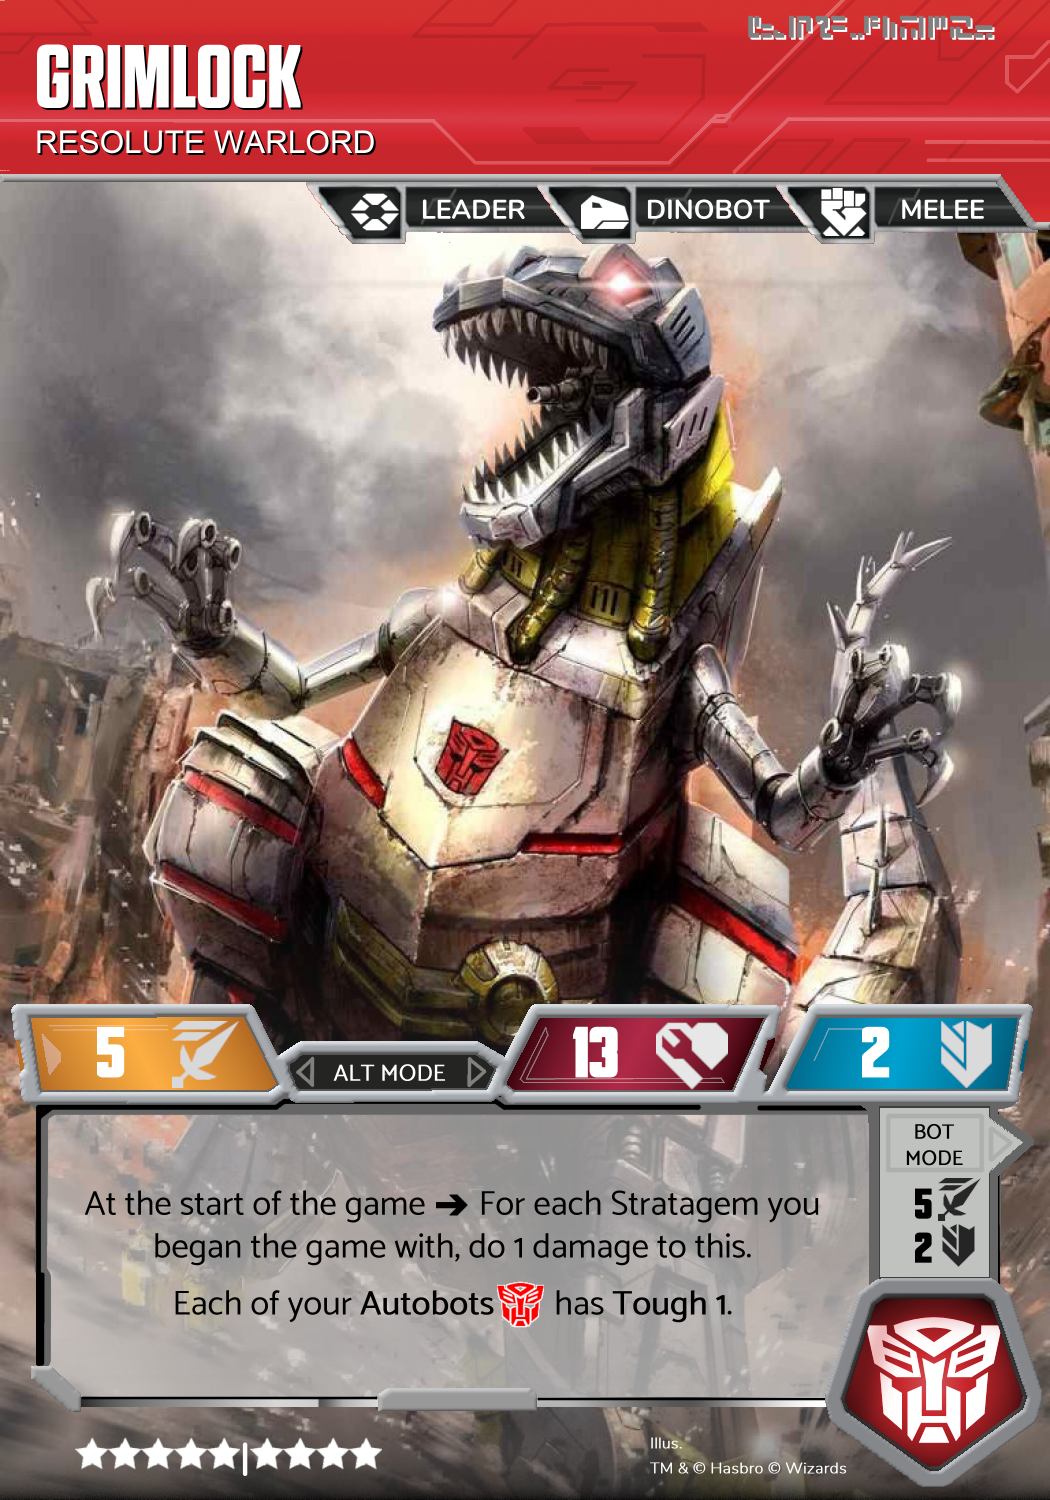 GRIMLOCK
RESOLUTE WARLORD
LEADER DINOBOT MELEE
5 ALT MODE 13 2
At the start of the game ➔ For each Stratagem you
began the game with, do 1 damage to this.
Each of your Autobots has Tough 1.
BOT
MODE
5
2
Illus.
TM & © Hasbro © Wizards